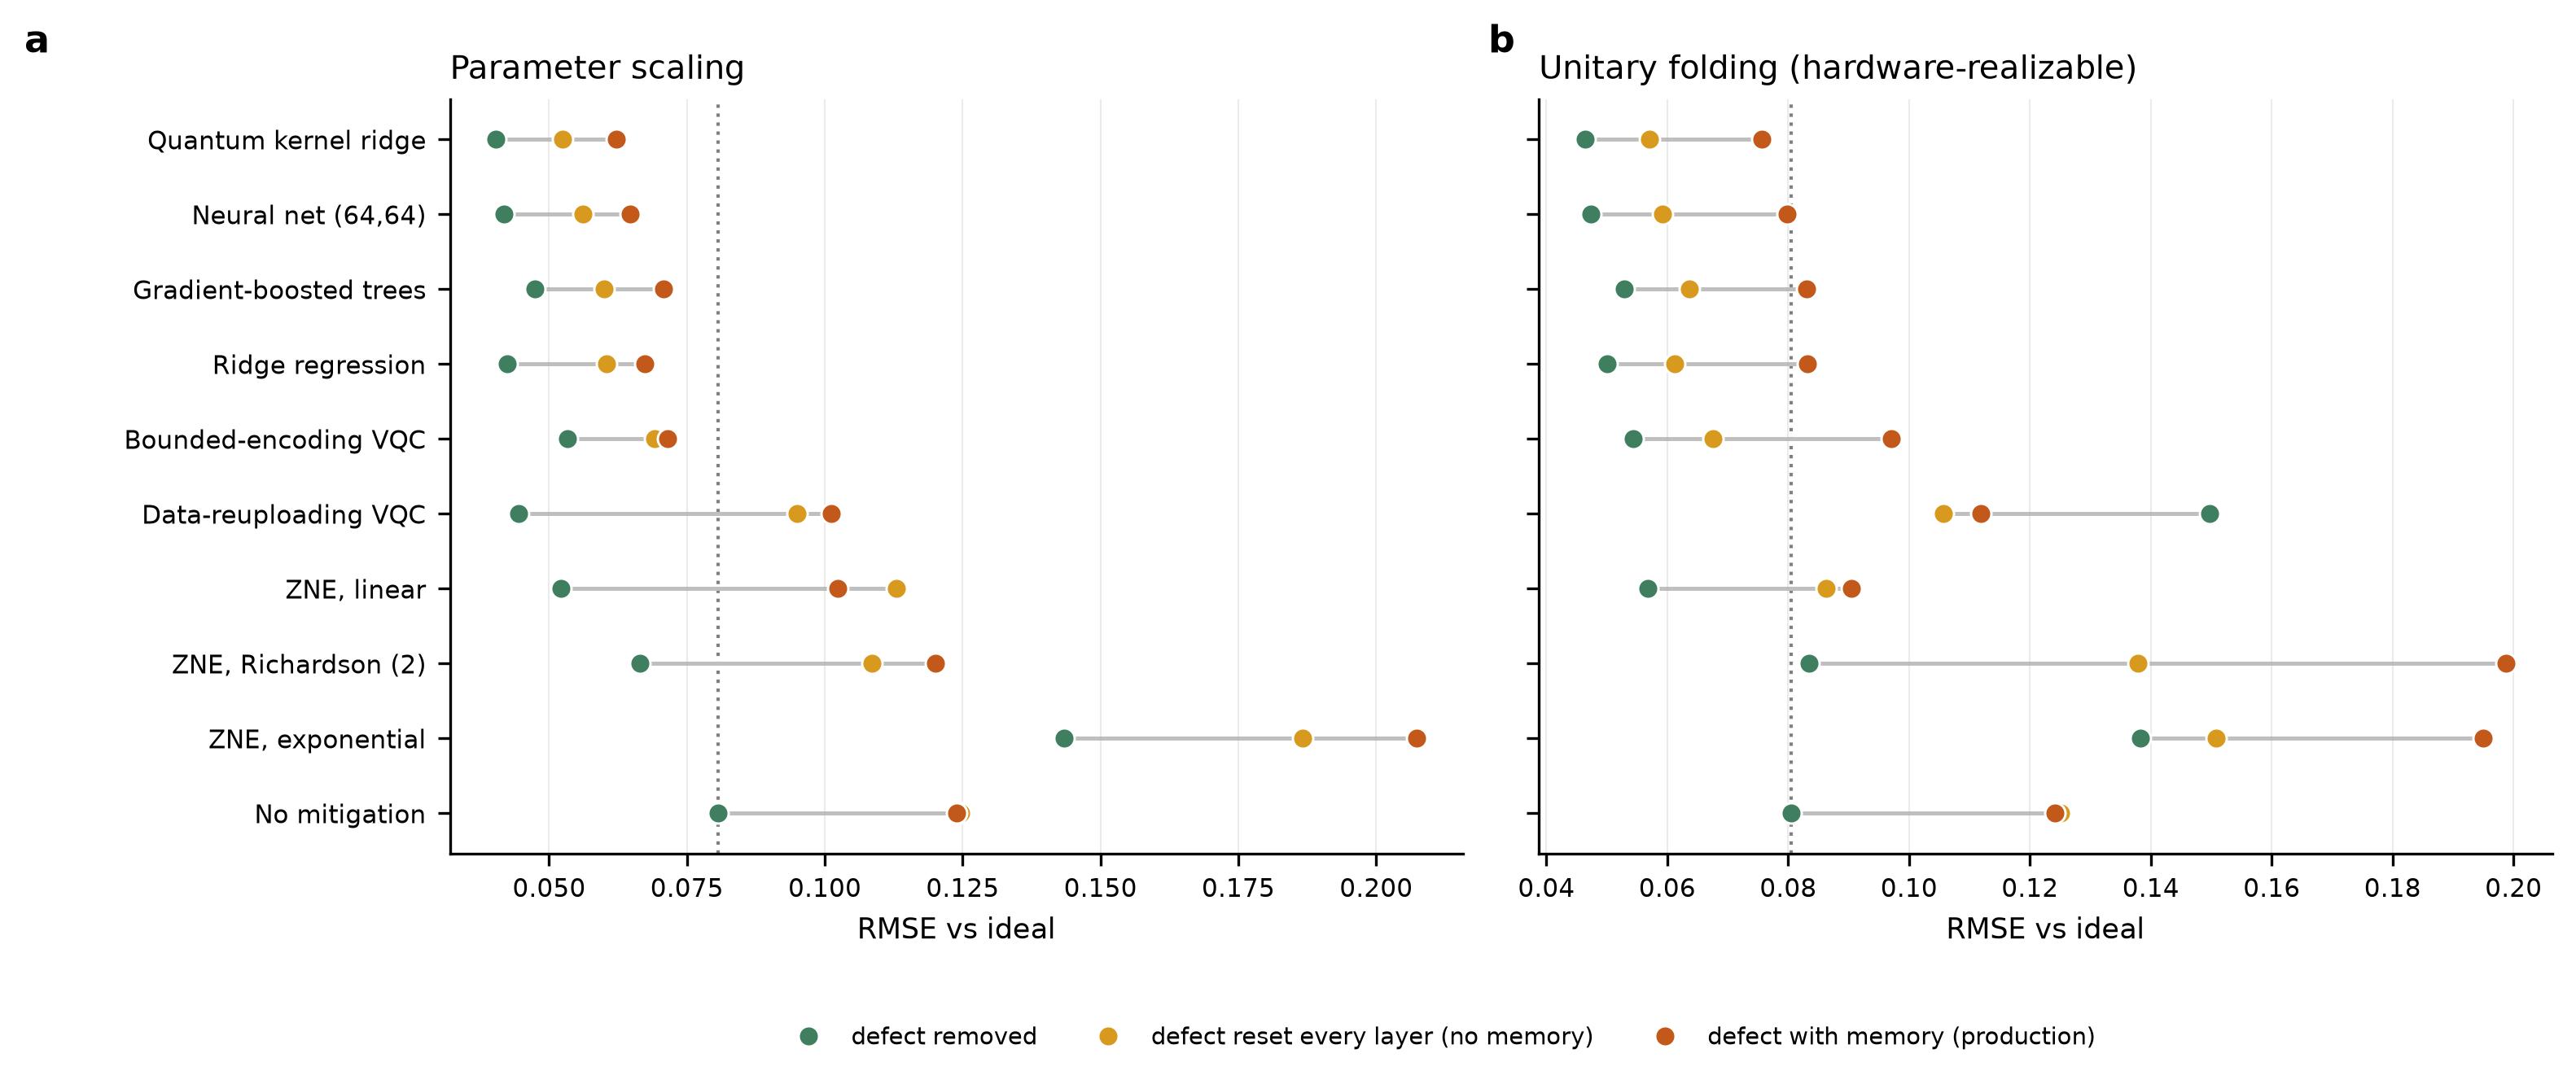 a
Parameter scaling
Quantum kernel ridge
Neural net (64,64)
Gradient-boosted trees
Ridge regression
Bounded-encoding VQC
Data-reuploading VQC
ZNE, linear
ZNE, Richardson (2)
ZNE, exponential
No mitigation
0.050 0.075 0.100 0.125 0.150 0.175 0.200
RMSE vs ideal
b
Unitary folding (hardware-realizable)
0.04 0.06 0.08 0.10 0.12 0.14 0.16 0.18 0.20
RMSE vs ideal
defect removed defect reset every layer (no memory) defect with memory (production)